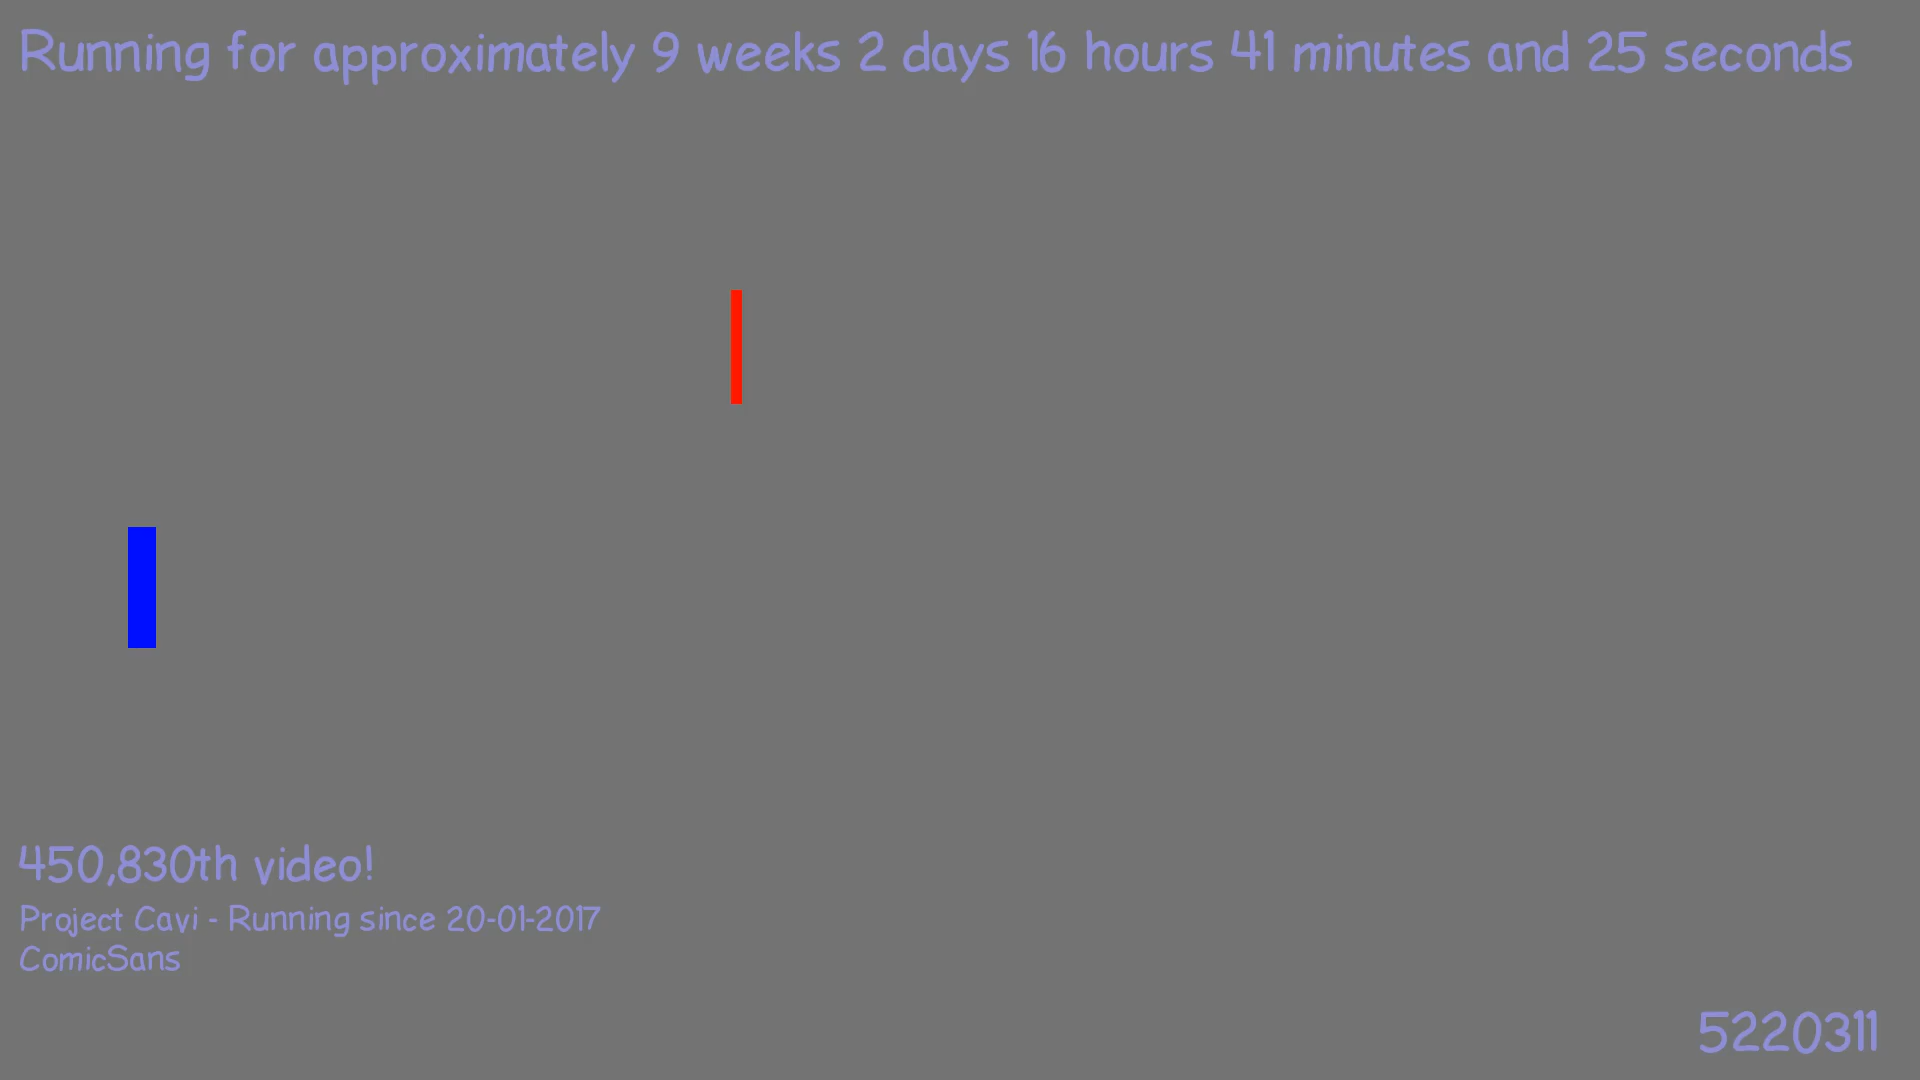 Running for approximately 9 weeks 2 days 16 hours 41 minutes and 25 seconds
450,830th video!
Project Cavi - Running since 20-01-2017
ComicSans
5220311